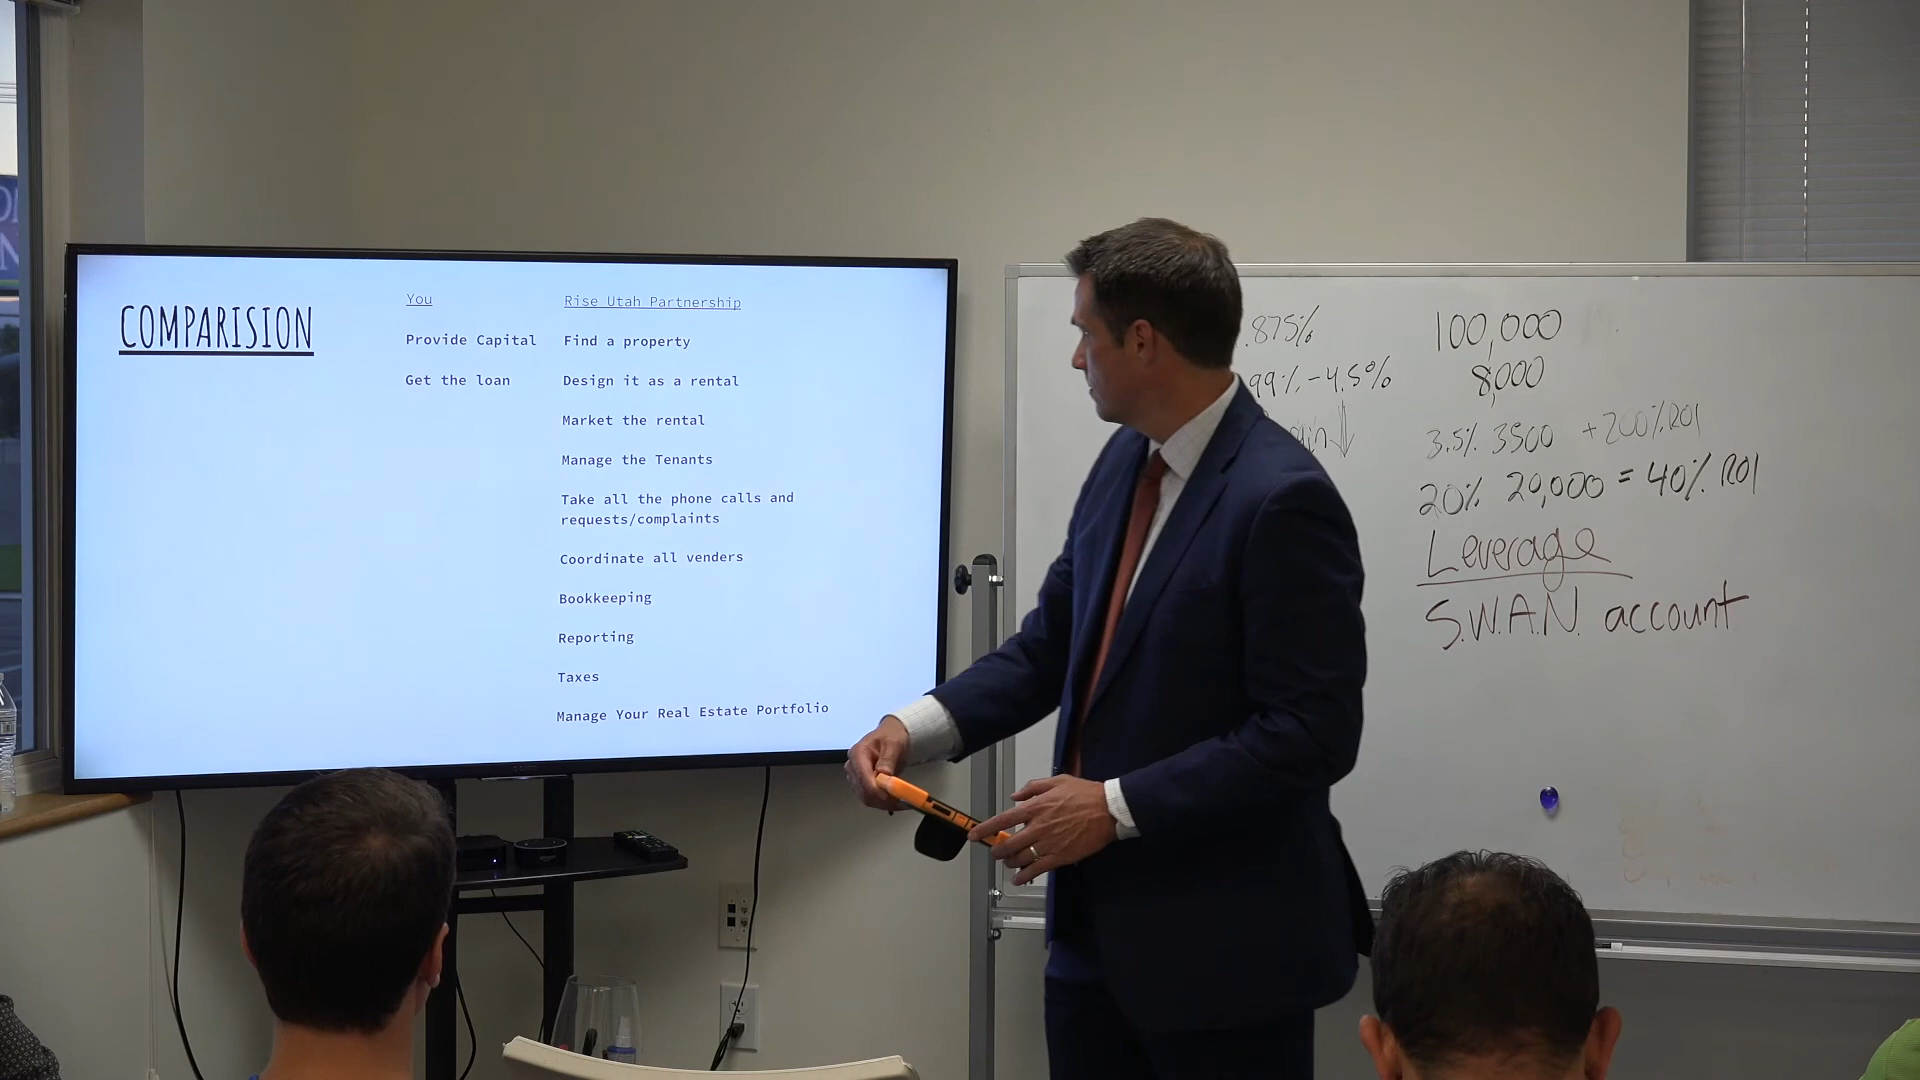 COMPARISION
You
Provide Capital
Get the loan
Rise Utah Partnership
Find a property
Design it as a rental
Market the rental
Manage the Tenants
Take all the phone calls and
requests/complaints
Coordinate all venders
Bookkeeping
Reporting
Taxes
Manage Your Real Estate Portfolio
.875%
99% - 4.5%
100,000
8,000
3.5% 3500 +200% ROI
20% 20,000 = 40% ROI
Leverage
S.W.A.N. account